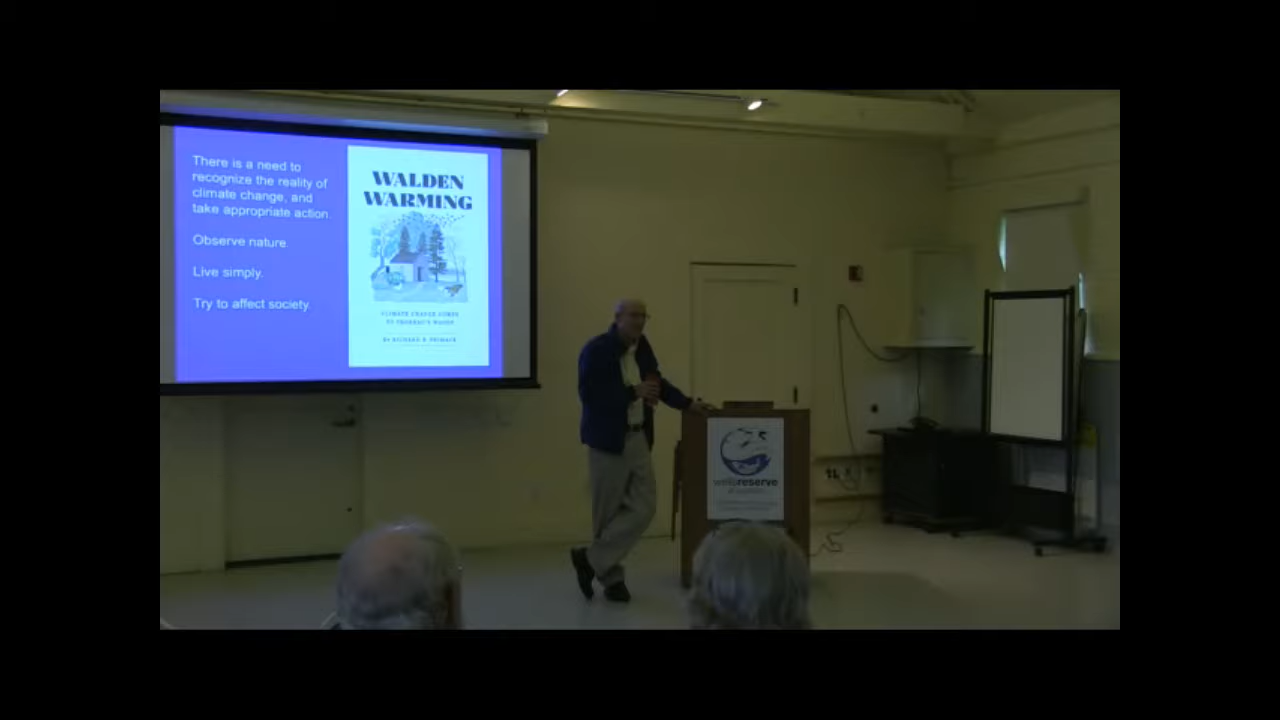 There is a need to
recognize the reality of
climate change, and
take appropriate action.
Observe nature.
Live simply.
Try to affect society.
WALDEN
WARMING
CLIMATE CHANGE COMES
TO THOREAU'S WOODS
BY RICHARD B. PRIMACK
wellsreserve